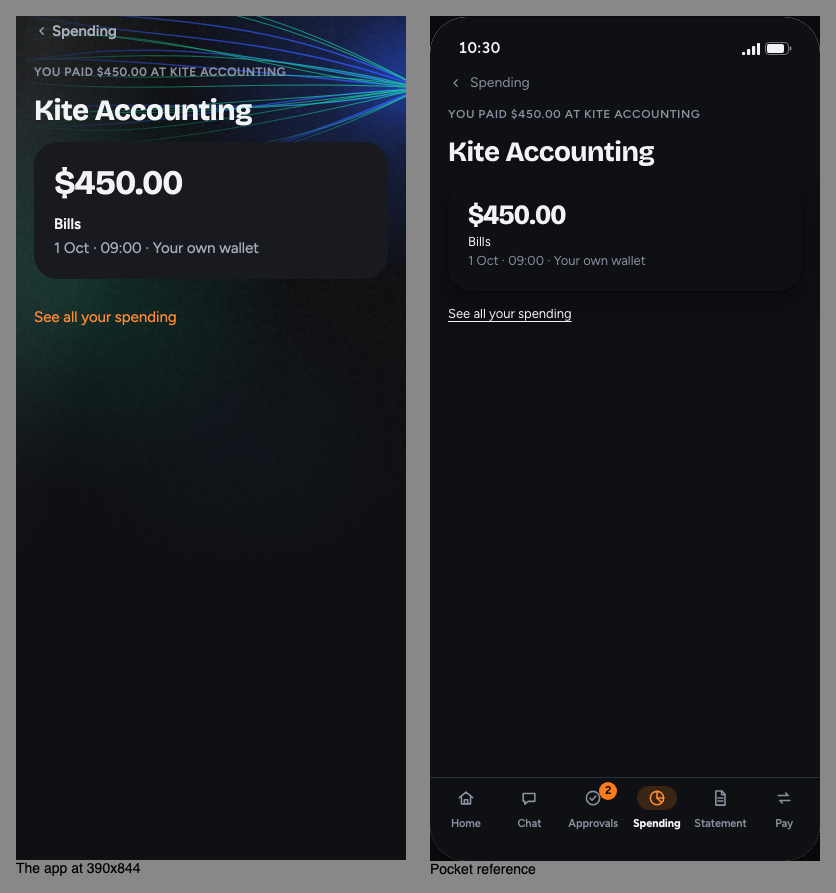 Spending
YOU PAID $450.00 AT KITE ACCOUNTING
Kite Accounting
$450.00
Bills
1 Oct · 09:00 · Your own wallet
See all your spending
The app at 390x844
10:30
Spending
YOU PAID $450.00 AT KITE ACCOUNTING
Kite Accounting
$450.00
Bills
1 Oct · 09:00 · Your own wallet
See all your spending
2
Home Chat Approvals Spending Statement Pay
Pocket reference